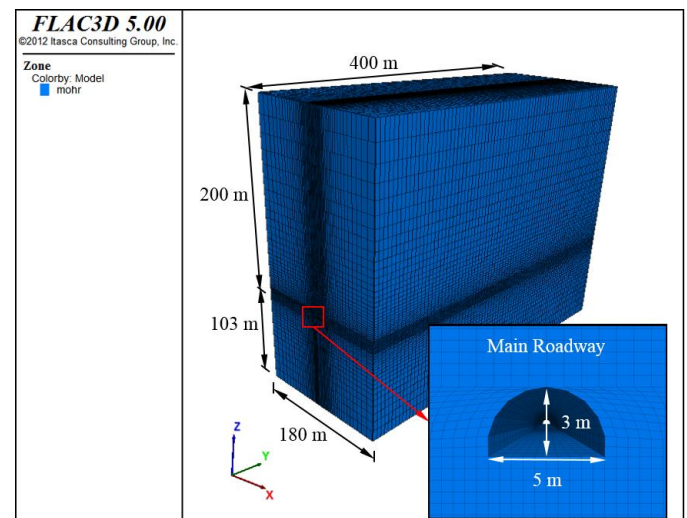 FLAC3D 5.00
©2012 Itasca Consulting Group, Inc.
Zone
Colorby: Model
mohr
400 m
200 m
103 m
180 m
Z
Y
X
Main Roadway
3 m
5 m